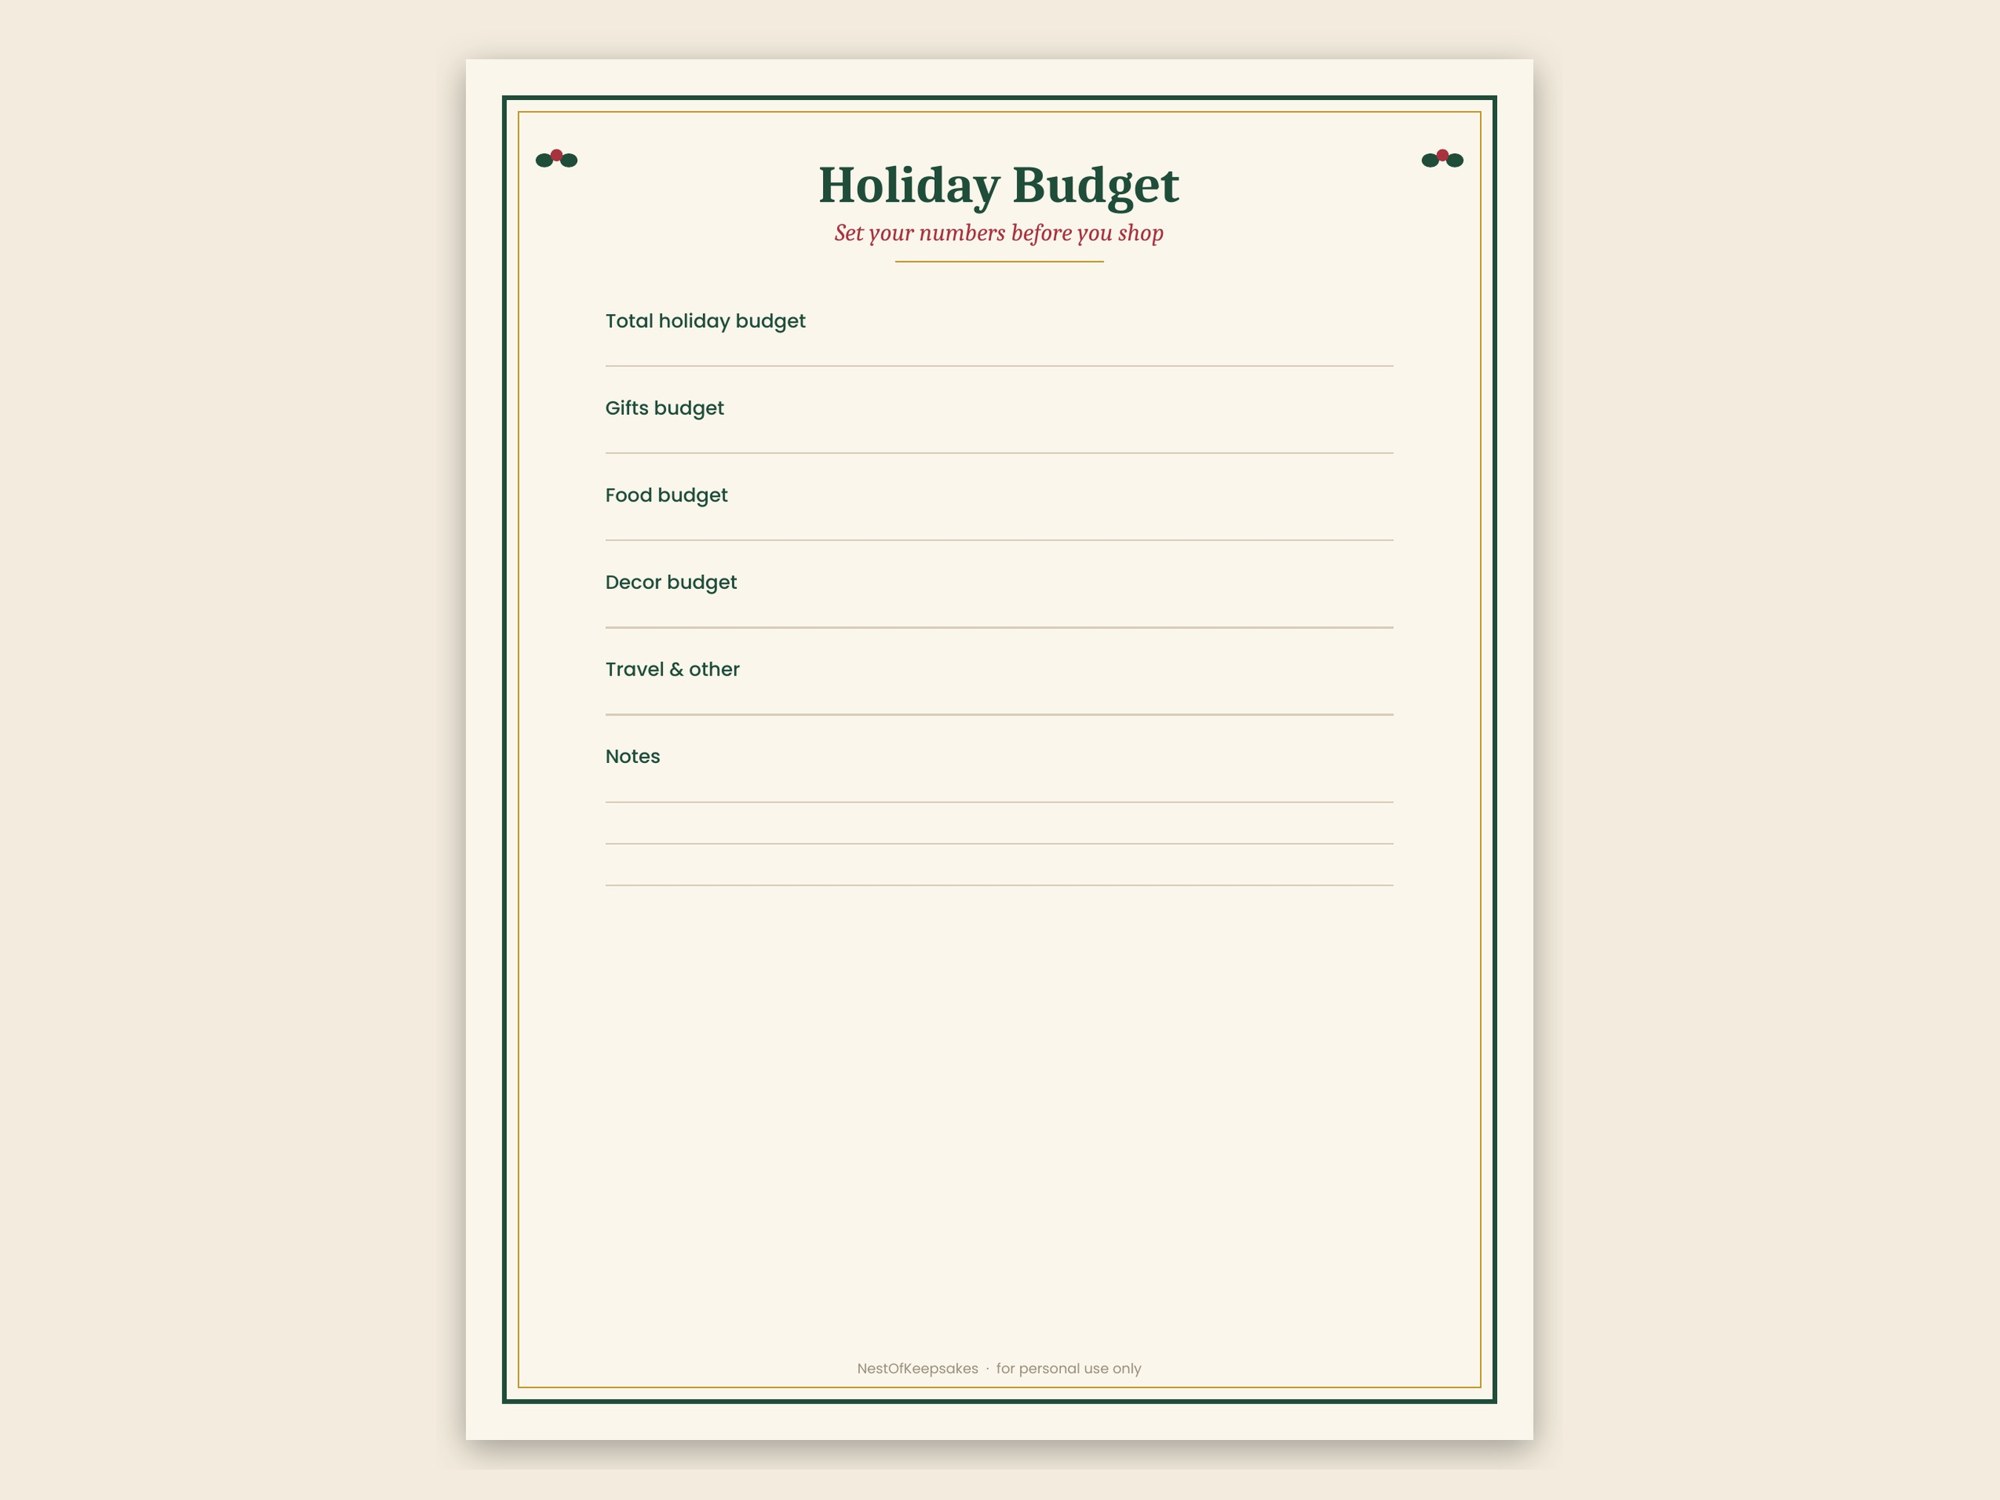 Holiday Budget
Set your numbers before you shop
Total holiday budget
Gifts budget
Food budget
Decor budget
Travel & other
Notes
NestOfKeepsakes · for personal use only